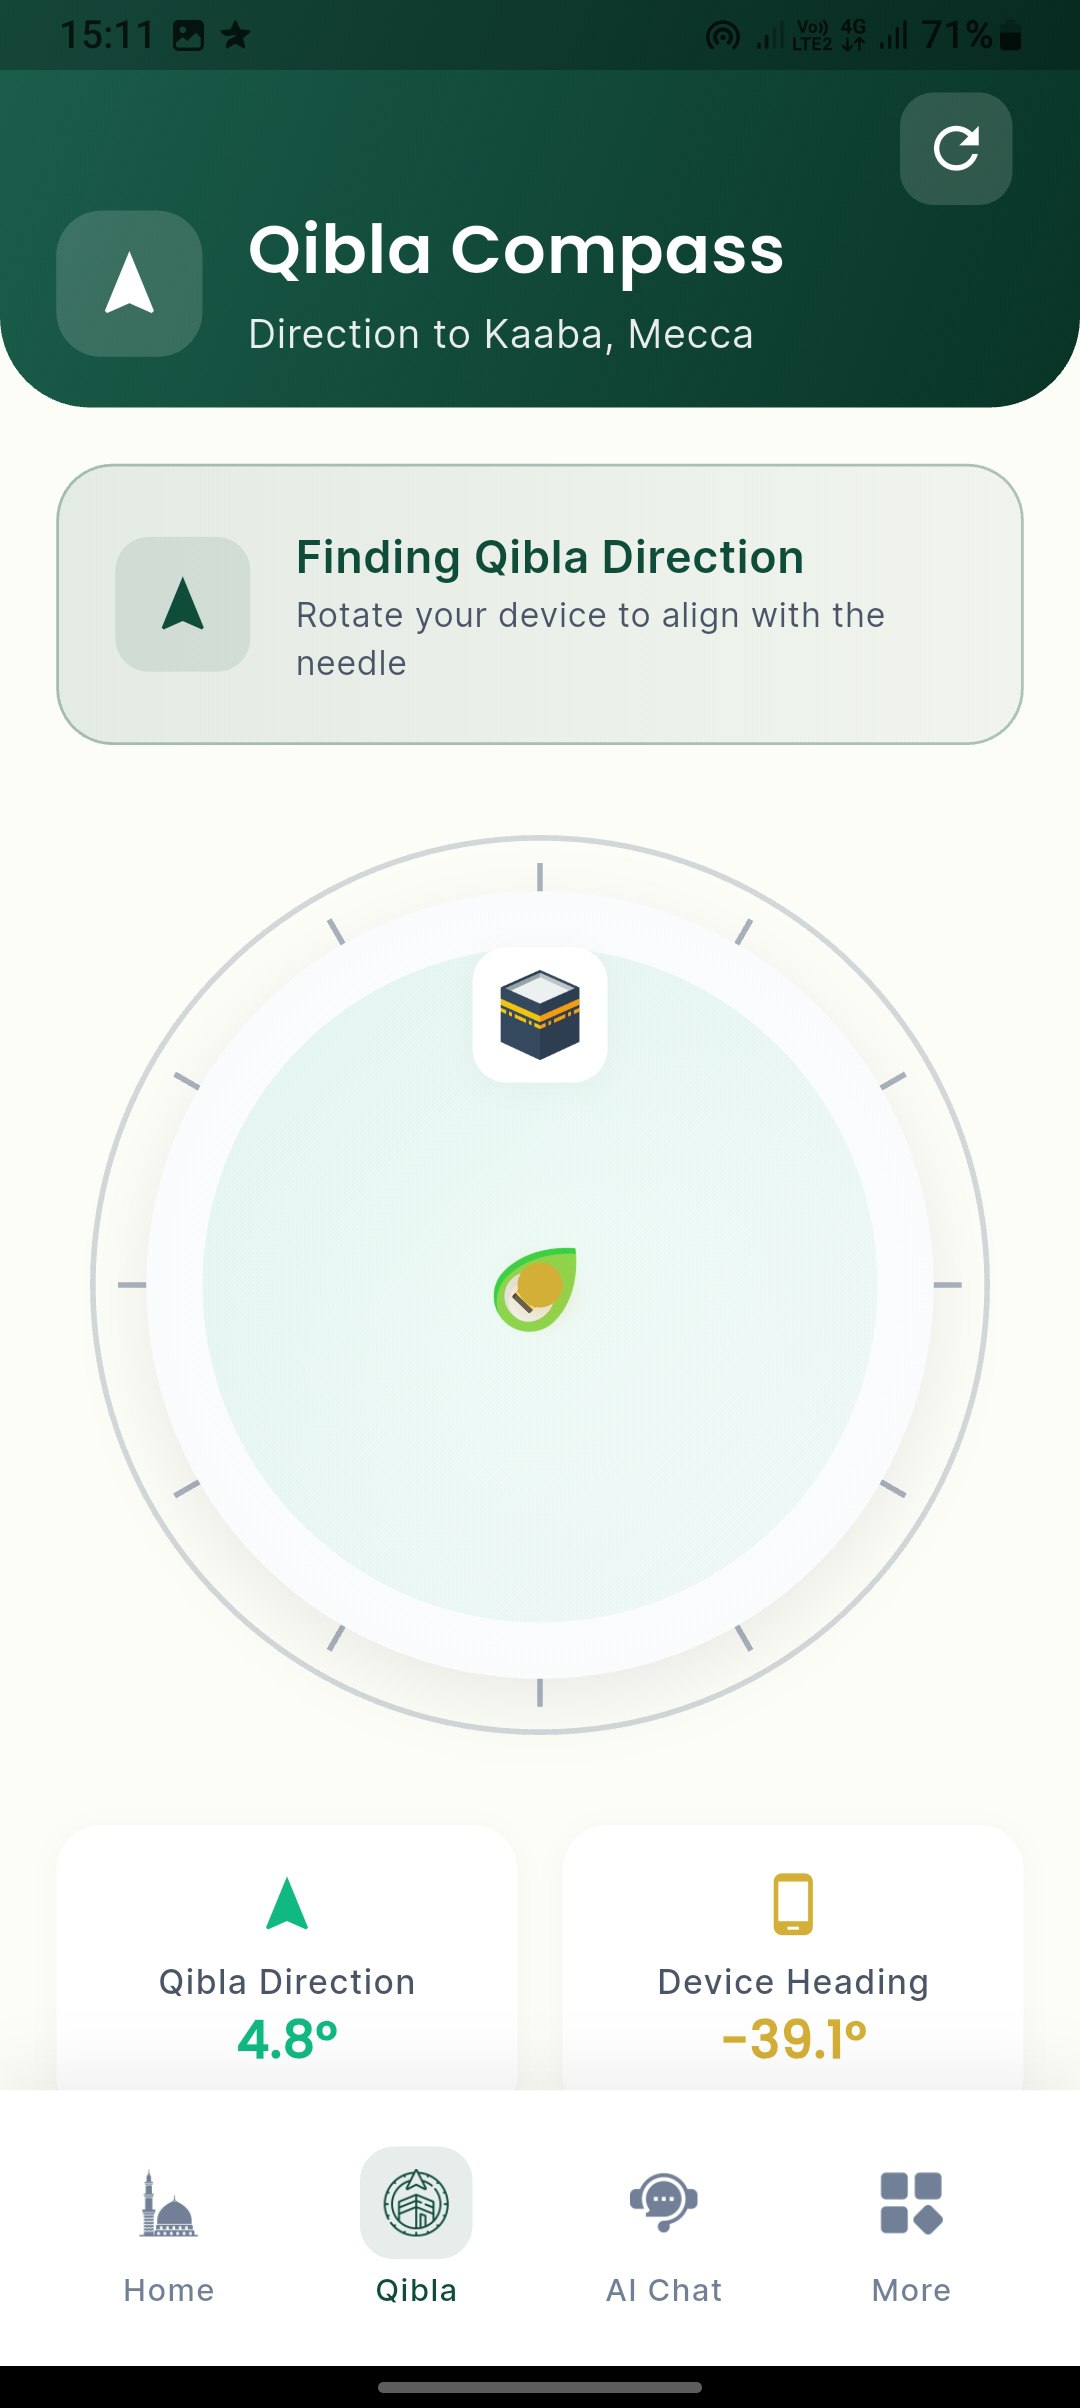 15:11
Vo)) 4G
LTE2
71%
Qibla Compass
Direction to Kaaba, Mecca
Finding Qibla Direction
Rotate your device to align with the
needle
Qibla Direction
4.8°
Device Heading
-39.1°
Home
Qibla
AI Chat
More